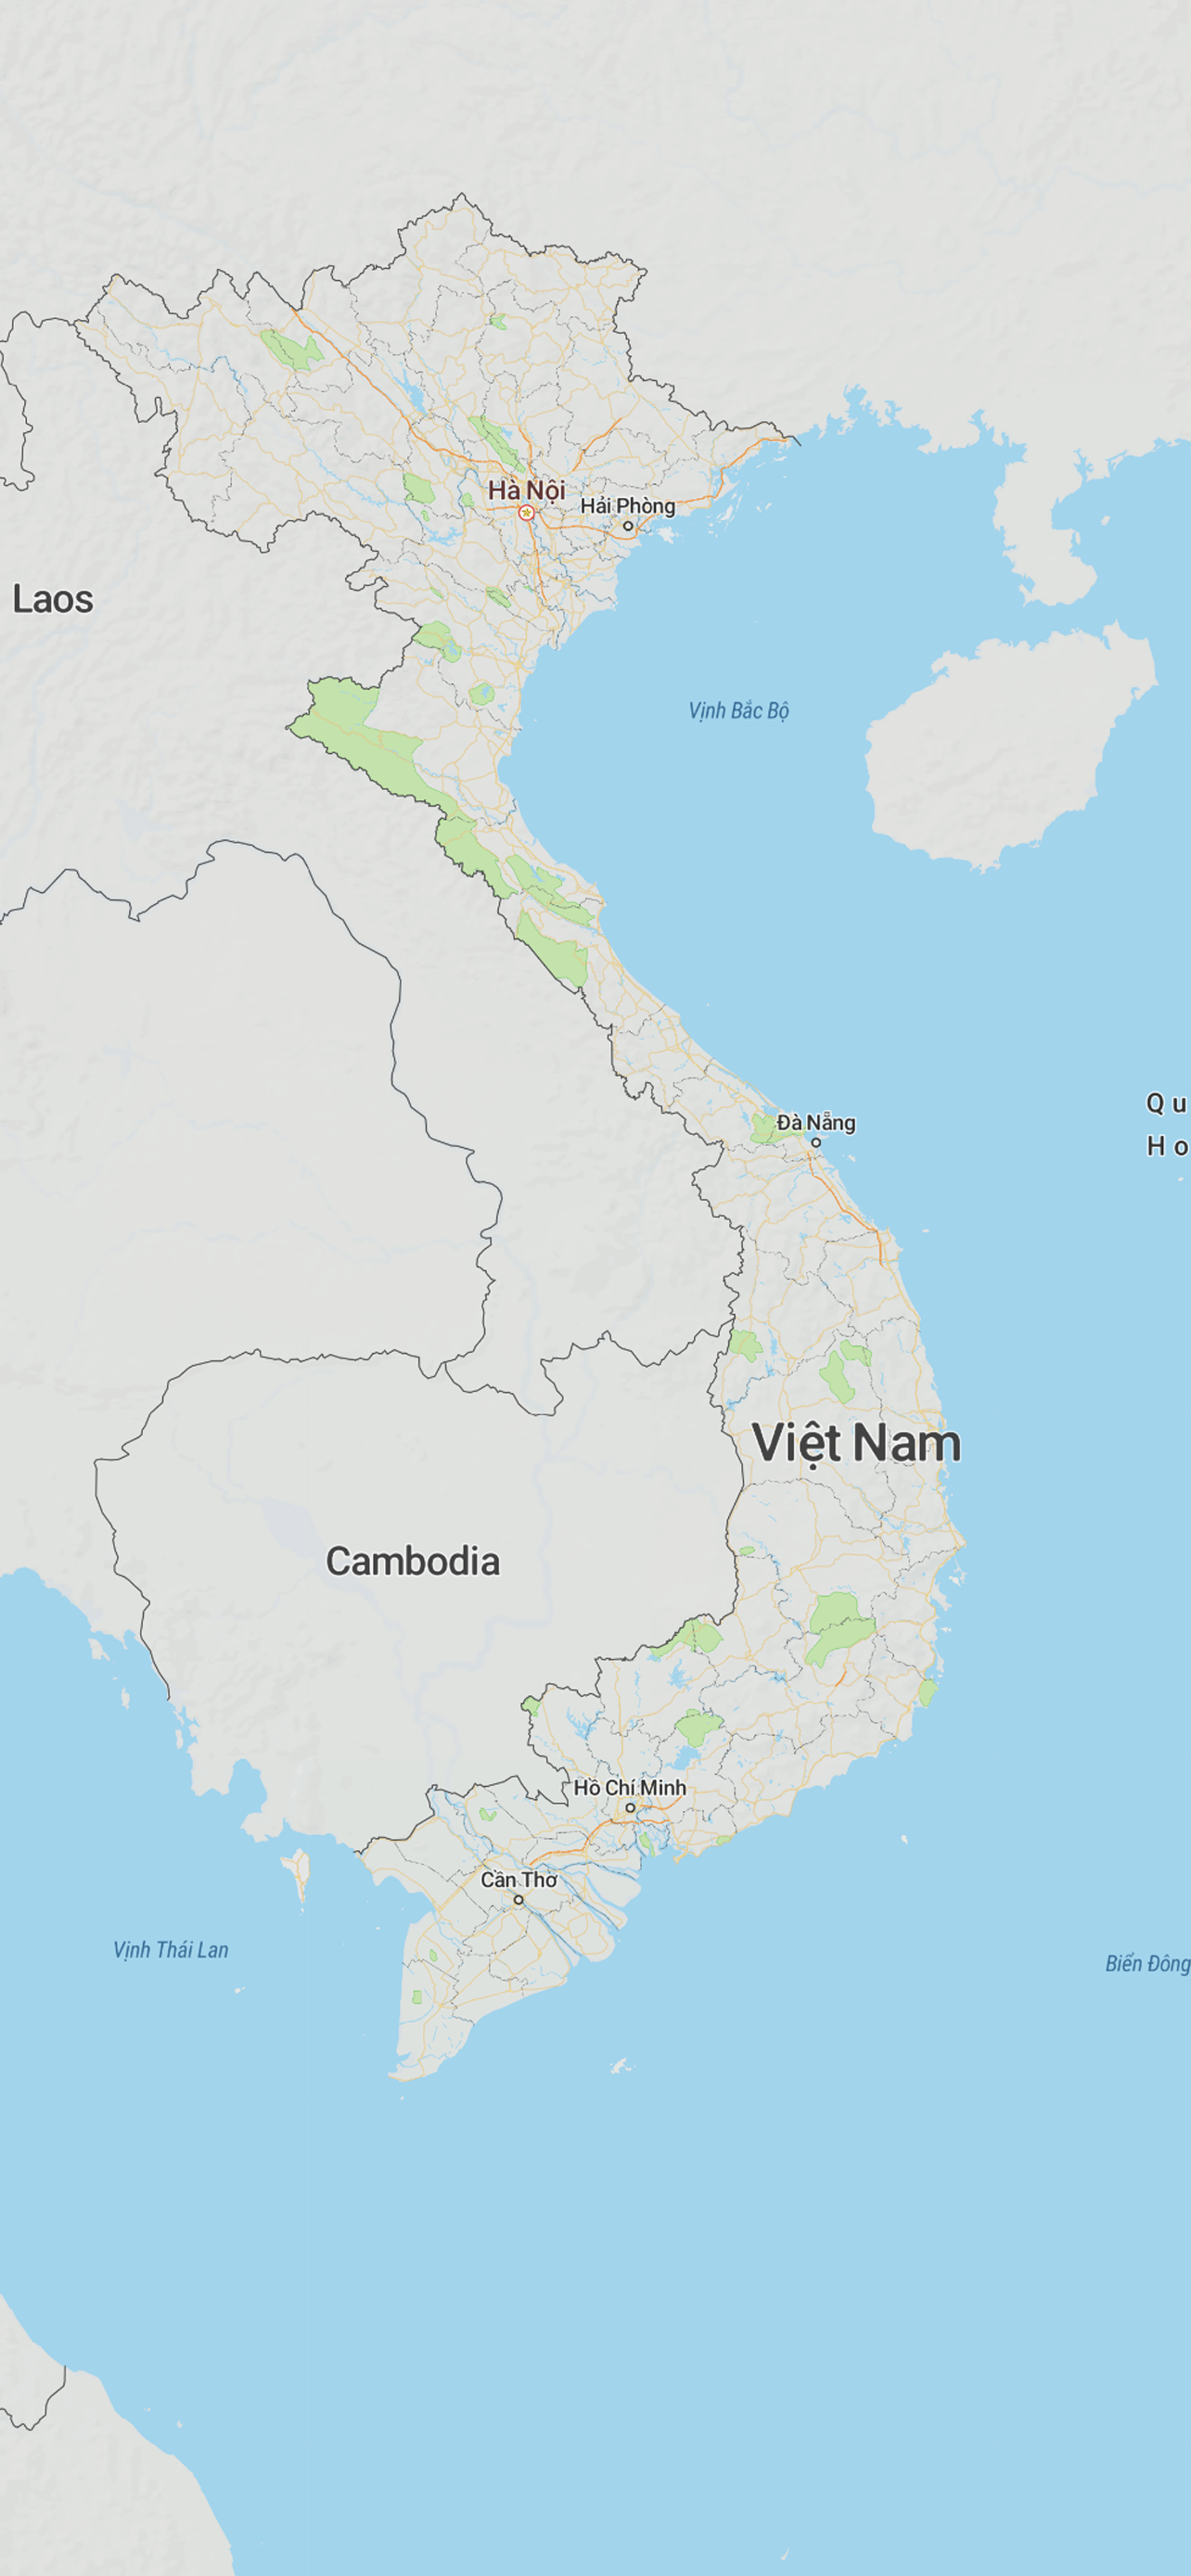 Hà Nội
Hải Phòng
Laos
Vịnh Bắc Bộ
Qu
Ho
Đà Nẵng
Việt Nam
Cambodia
Hồ Chí Minh
Cần Thơ
Vịnh Thái Lan
Biển Đông